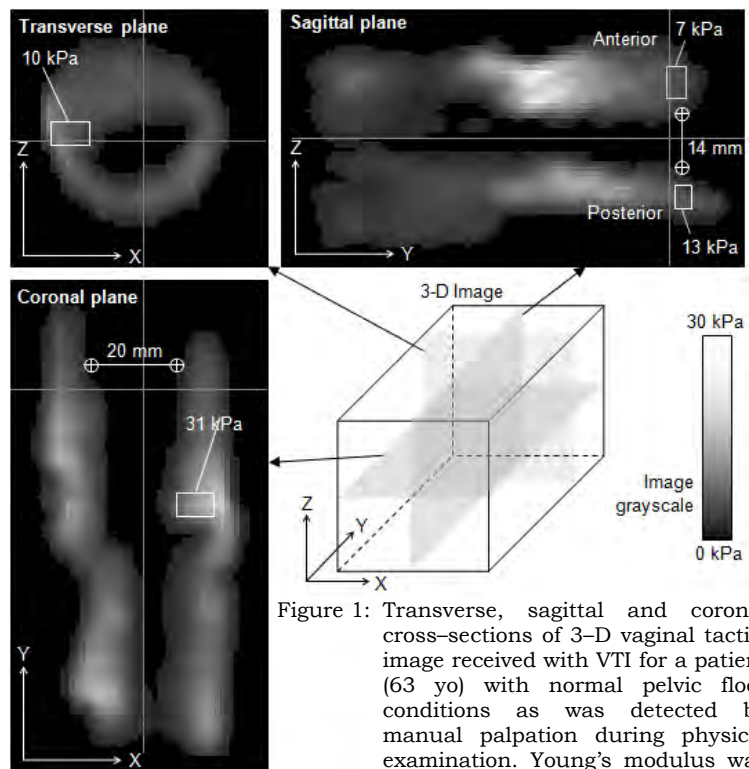 Transverse plane
10 kPa
Z
X
Sagittal plane
Anterior
7 kPa
14 mm
Z
Posterior
Y
13 kPa
Coronal plane
20 mm
31 kPa
Y
X
3-D Image
Z
Y
X
30 kPa
Image
grayscale
0 kPa
Figure 1: Transverse, sagittal and coron
cross–sections of 3–D vaginal tacti
image received with VTI for a patien
(63 yo) with normal pelvic floo
conditions as was detected b
manual palpation during physic
examination. Young's modulus wa